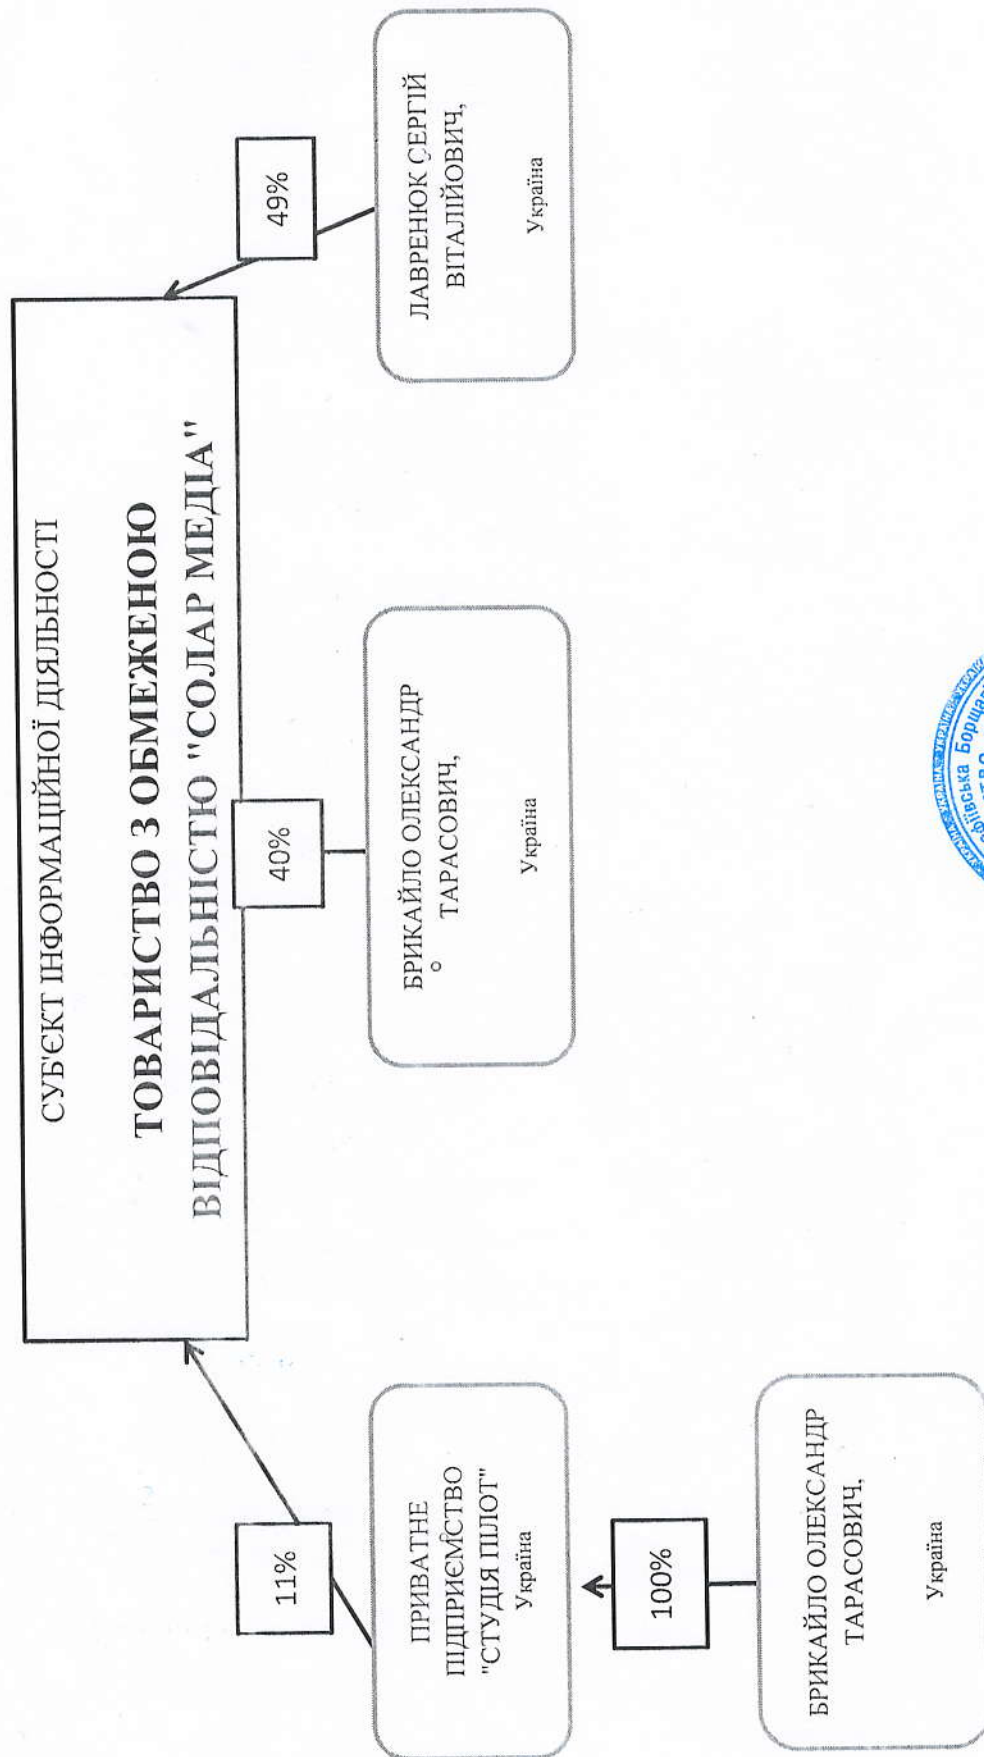 СУБ'ЄКТ ІНФОРМАЦІЙНОЇ ДІЯЛЬНОСТІ
ТОВАРИСТВО З ОБМЕЖЕНОЮ
ВІДПОВІДАЛЬНІСТЮ "СОЛАР МЕДІА"
11%
40%
49%
ПРИВАТНЕ
ПІДПРИЄМСТВО
"СТУДІЯ ПІЛОТ"
Україна
БРИКАЙЛО ОЛЕКСАНДР
ТАРАСОВИЧ,
Україна
ЛАВРЕНЮК СЕРГІЙ
ВІТАЛІЙОВИЧ,
Україна
100%
БРИКАЙЛО ОЛЕКСАНДР
ТАРАСОВИЧ,
Україна